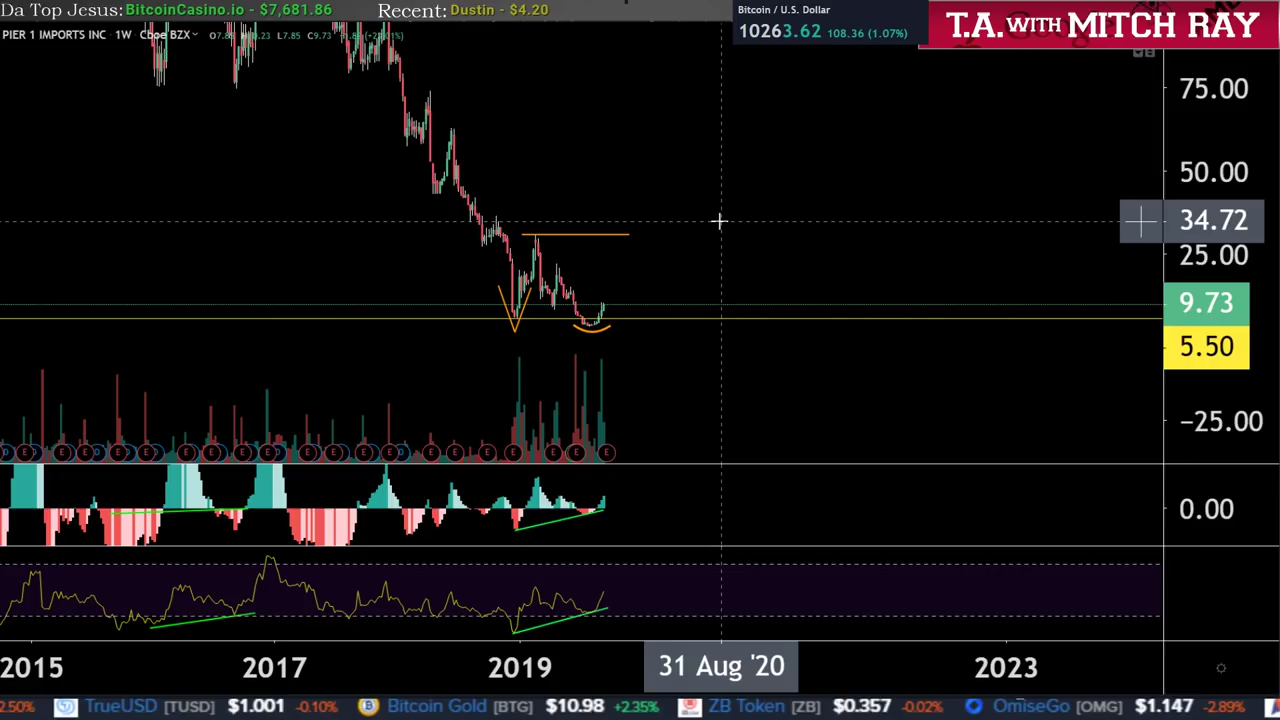 Da Top Jesus: BitcoinCasino.io - $7,681.86 Recent: Dustin - $4.20
Bitcoin / U.S. Dollar
10263.62 108.36 (1.07%)
T.A. WITH MITCH RAY
PIER 1 IMPORTS INC 1W Cboe BZX
L7.85 C9.73
75.00
50.00
34.72
25.00
9.73
5.50
−25.00
0.00
2015 2017 2019 31 Aug '20 2023
2.50% TrueUSD [TUSD] $1.001 -0.10% Bitcoin Gold [BTG] $10.98 +2.35% ZB Token [ZB] $0.357 -0.02% OmiseGo [OMG] $1.147 -2.89%